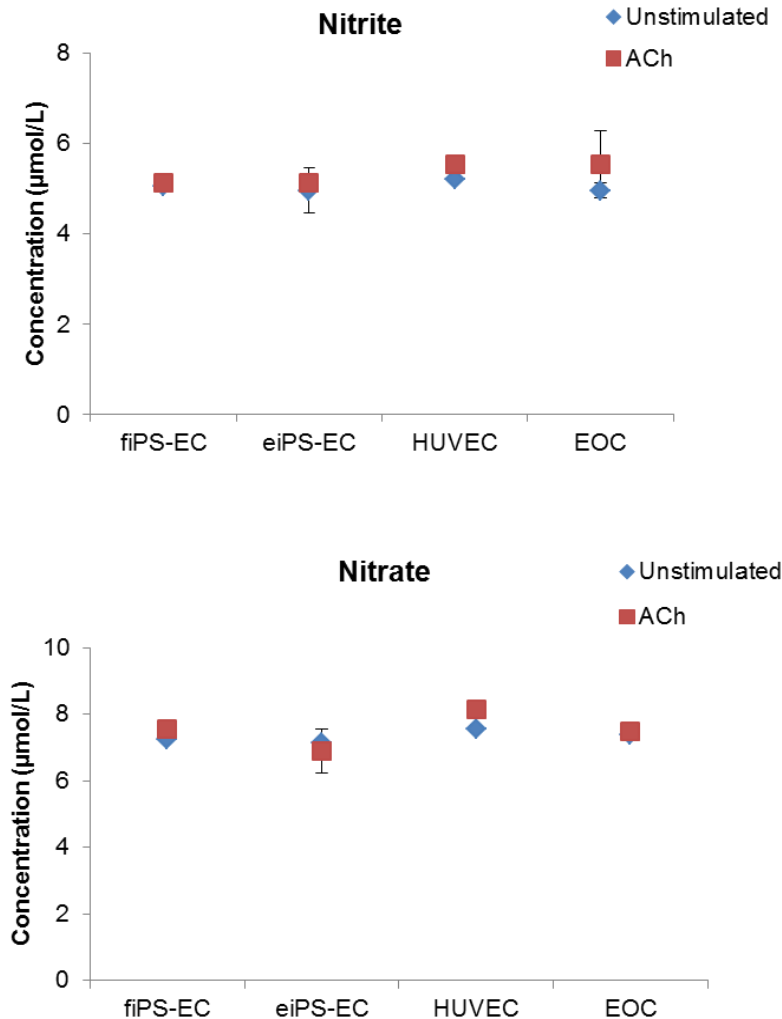 Nitrite
Unstimulated
ACh
Concentration (µmol/L)
8
6
4
2
0
fiPS-EC eiPS-EC HUVEC EOC
Nitrate
Unstimulated
ACh
Concentration (µmol/L)
10
8
6
4
2
0
fiPS-EC eiPS-EC HUVEC EOC